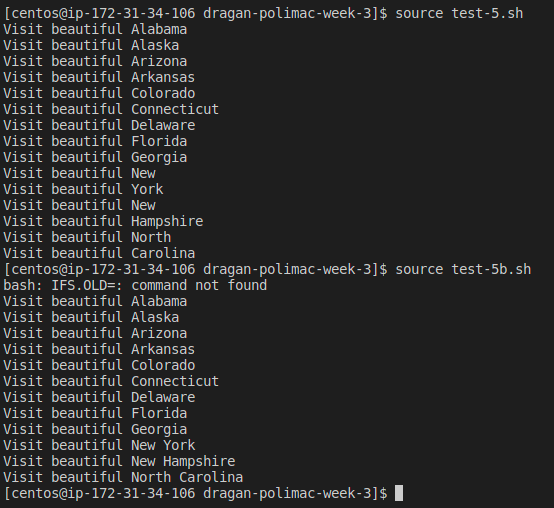 [centos@ip-172-31-34-106 dragan-polimac-week-3]$ source test-5.sh
Visit beautiful Alabama
Visit beautiful Alaska
Visit beautiful Arizona
Visit beautiful Arkansas
Visit beautiful Colorado
Visit beautiful Connecticut
Visit beautiful Delaware
Visit beautiful Florida
Visit beautiful Georgia
Visit beautiful New
Visit beautiful York
Visit beautiful New
Visit beautiful Hampshire
Visit beautiful North
Visit beautiful Carolina
[centos@ip-172-31-34-106 dragan-polimac-week-3]$ source test-5b.sh
bash: IFS.OLD=: command not found
Visit beautiful Alabama
Visit beautiful Alaska
Visit beautiful Arizona
Visit beautiful Arkansas
Visit beautiful Colorado
Visit beautiful Connecticut
Visit beautiful Delaware
Visit beautiful Florida
Visit beautiful Georgia
Visit beautiful New York
Visit beautiful New Hampshire
Visit beautiful North Carolina
[centos@ip-172-31-34-106 dragan-polimac-week-3]$